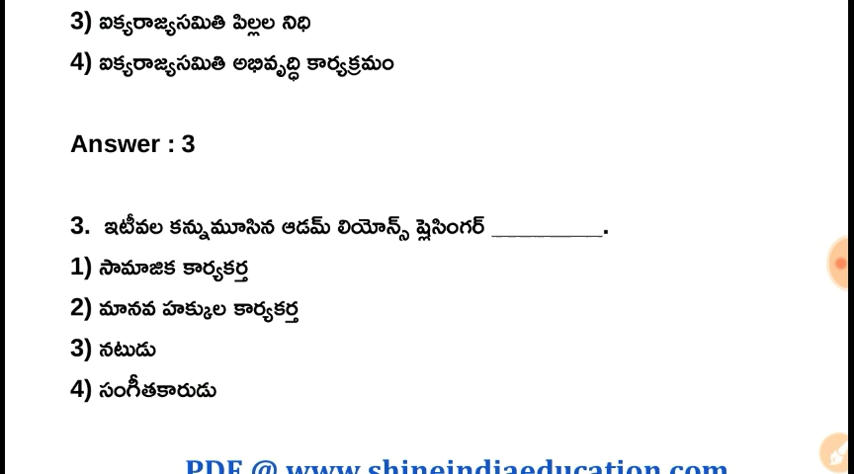 3) ఐక్యరాజ్యసమితి పిల్లల నిధి
4) ఐక్యరాజ్యసమితి అభివృద్ధి కార్యక్రమం
Answer : 3
3. ఇటీవల కన్నుమూసిన ఆడమ్ లియోన్స్ ష్లెసింగర్ __________.
1) సామాజిక కార్యకర్త
2) మానవ హక్కుల కార్యకర్త
3) నటుడు
4) సంగీతకారుడు
PDF @ www.shineindiaeducation.com